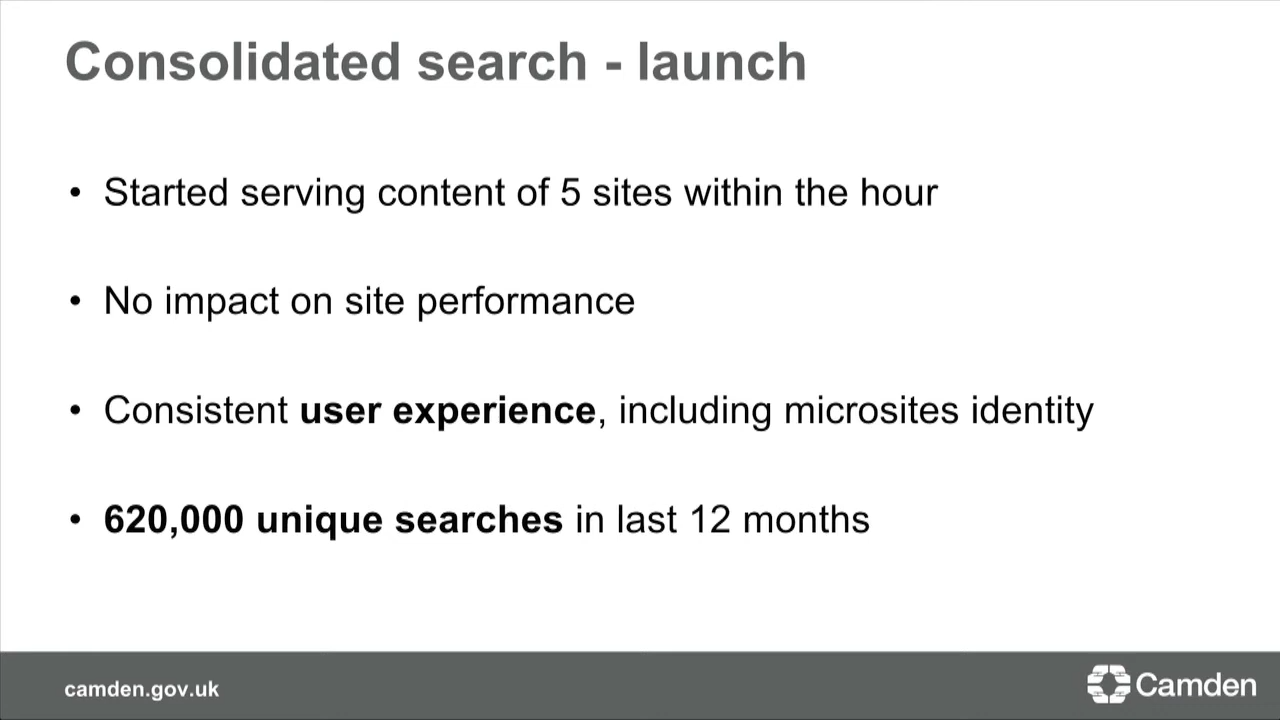 Consolidated search - launch
• Started serving content of 5 sites within the hour
• No impact on site performance
• Consistent user experience, including microsites identity
• 620,000 unique searches in last 12 months
camden.gov.uk
Camden